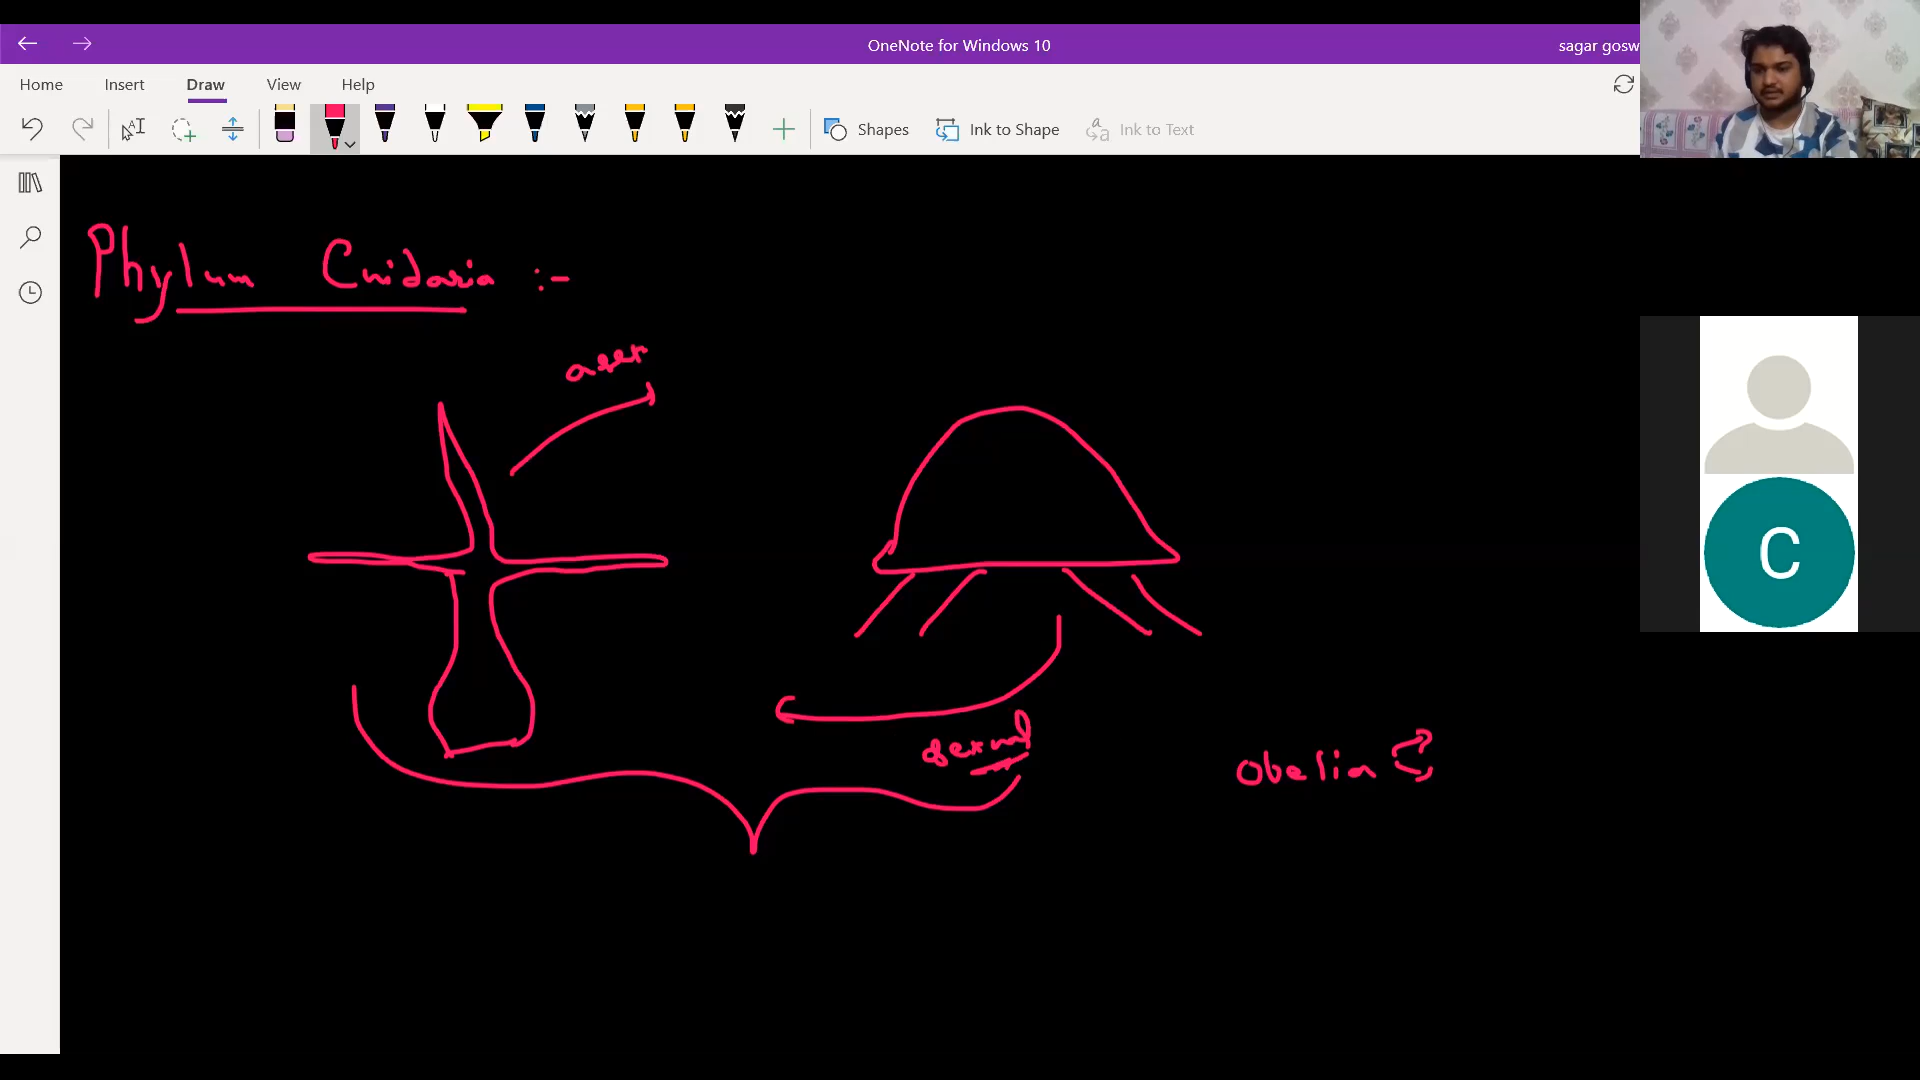 OneNote for Windows 10
sagar gosw
Home Insert Draw View Help
Shapes Ink to Shape Ink to Text
Phylum Cnidaria :-
asex
sexual
Obelia
C